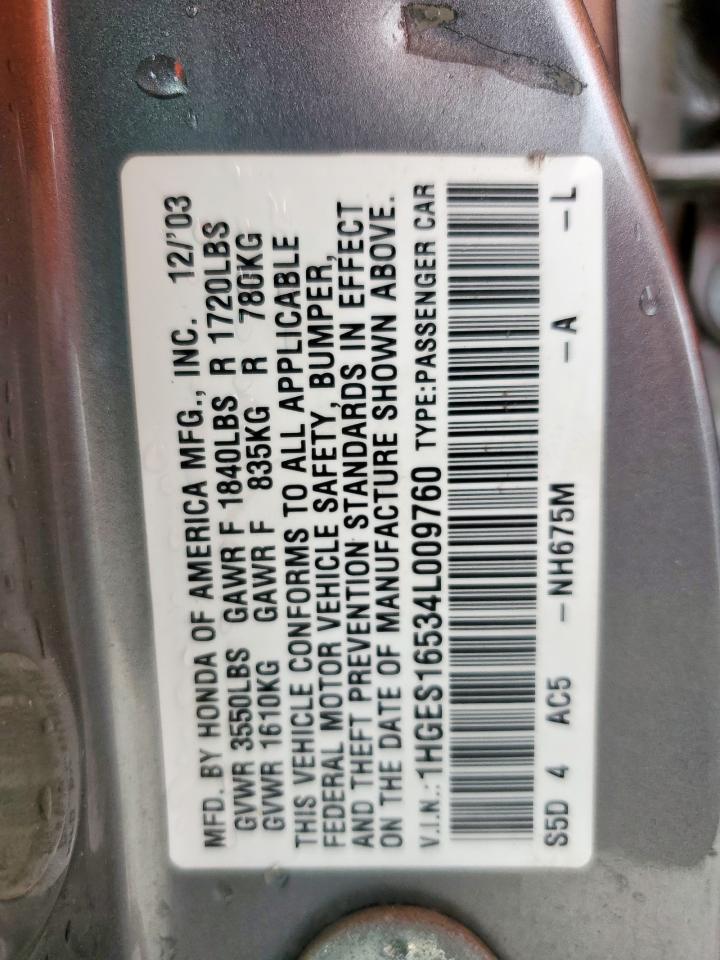 MFD. BY HONDA OF AMERICA MFG., INC. 12/'03
GVWR 3550LBS GAWR F 1840LBS R 1720LBS
GVWR 1610KG GAWR F 835KG R 780KG
THIS VEHICLE CONFORMS TO ALL APPLICABLE
FEDERAL MOTOR VEHICLE SAFETY, BUMPER,
AND THEFT PREVENTION STANDARDS IN EFFECT
ON THE DATE OF MANUFACTURE SHOWN ABOVE.
V.I.N.:1HGES16534L009760 TYPE:PASSENGER CAR
S5D 4 AC5 -NH675M -A -L